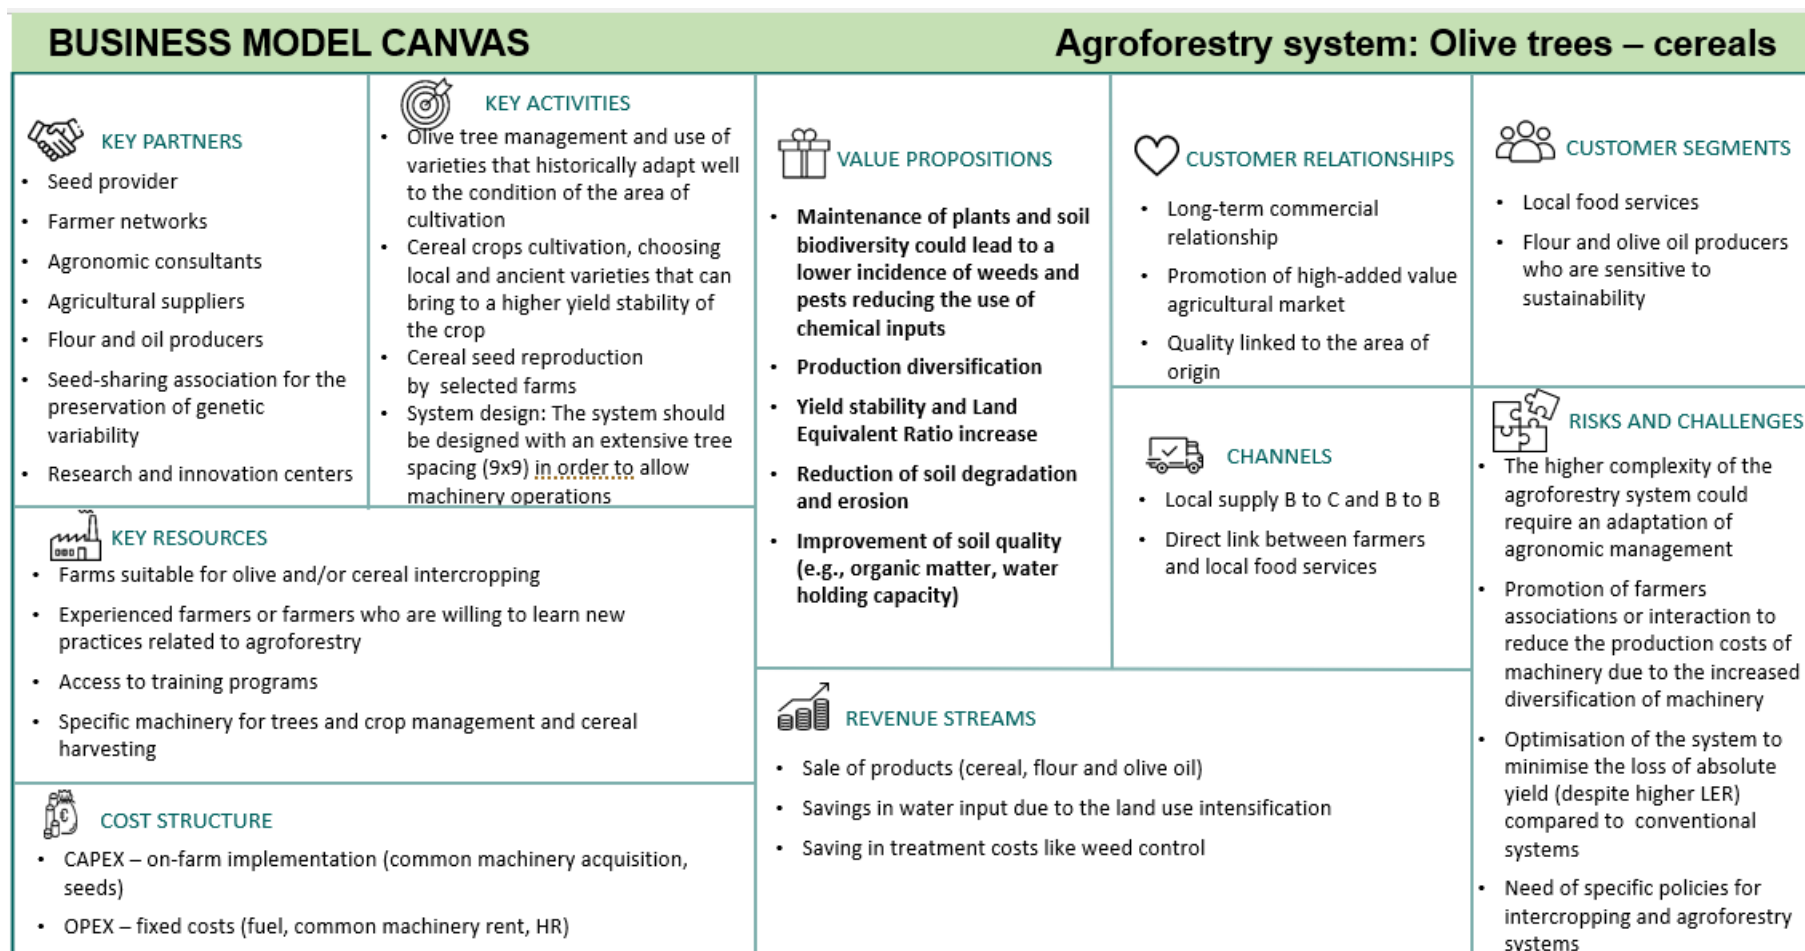 BUSINESS MODEL CANVAS
Agroforestry system: Olive trees – cereals
KEY PARTNERS
• Seed provider
• Farmer networks
• Agronomic consultants
• Agricultural suppliers
• Flour and oil producers
• Seed-sharing association for the
preservation of genetic
variability
• Research and innovation centers
KEY ACTIVITIES
• Olive tree management and use of
varieties that historically adapt well
to the condition of the area of
cultivation
• Cereal crops cultivation, choosing
local and ancient varieties that can
bring to a higher yield stability of
the crop
• Cereal seed reproduction
by selected farms
• System design: The system should
be designed with an extensive tree
spacing (9x9) in order to allow
machinery operations
VALUE PROPOSITIONS
• Maintenance of plants and soil
biodiversity could lead to a
lower incidence of weeds and
pests reducing the use of
chemical inputs
• Production diversification
• Yield stability and Land
Equivalent Ratio increase
• Reduction of soil degradation
and erosion
• Improvement of soil quality
(e.g., organic matter, water
holding capacity)
CUSTOMER RELATIONSHIPS
• Long-term commercial
relationship
• Promotion of high-added value
agricultural market
• Quality linked to the area of
origin
CUSTOMER SEGMENTS
• Local food services
• Flour and olive oil producers
who are sensitive to
sustainability
CHANNELS
• Local supply B to C and B to B
• Direct link between farmers
and local food services
RISKS AND CHALLENGES
• The higher complexity of the
agroforestry system could
require an adaptation of
agronomic management
• Promotion of farmers
associations or interaction to
reduce the production costs of
machinery due to the increased
diversification of machinery
• Optimisation of the system to
minimise the loss of absolute
yield (despite higher LER)
compared to conventional
systems
• Need of specific policies for
intercropping and agroforestry
systems
KEY RESOURCES
• Farms suitable for olive and/or cereal intercropping
• Experienced farmers or farmers who are willing to learn new
practices related to agroforestry
• Access to training programs
• Specific machinery for trees and crop management and cereal
harvesting
COST STRUCTURE
• CAPEX – on-farm implementation (common machinery acquisition,
seeds)
• OPEX – fixed costs (fuel, common machinery rent, HR)
REVENUE STREAMS
• Sale of products (cereal, flour and olive oil)
• Savings in water input due to the land use intensification
• Saving in treatment costs like weed control